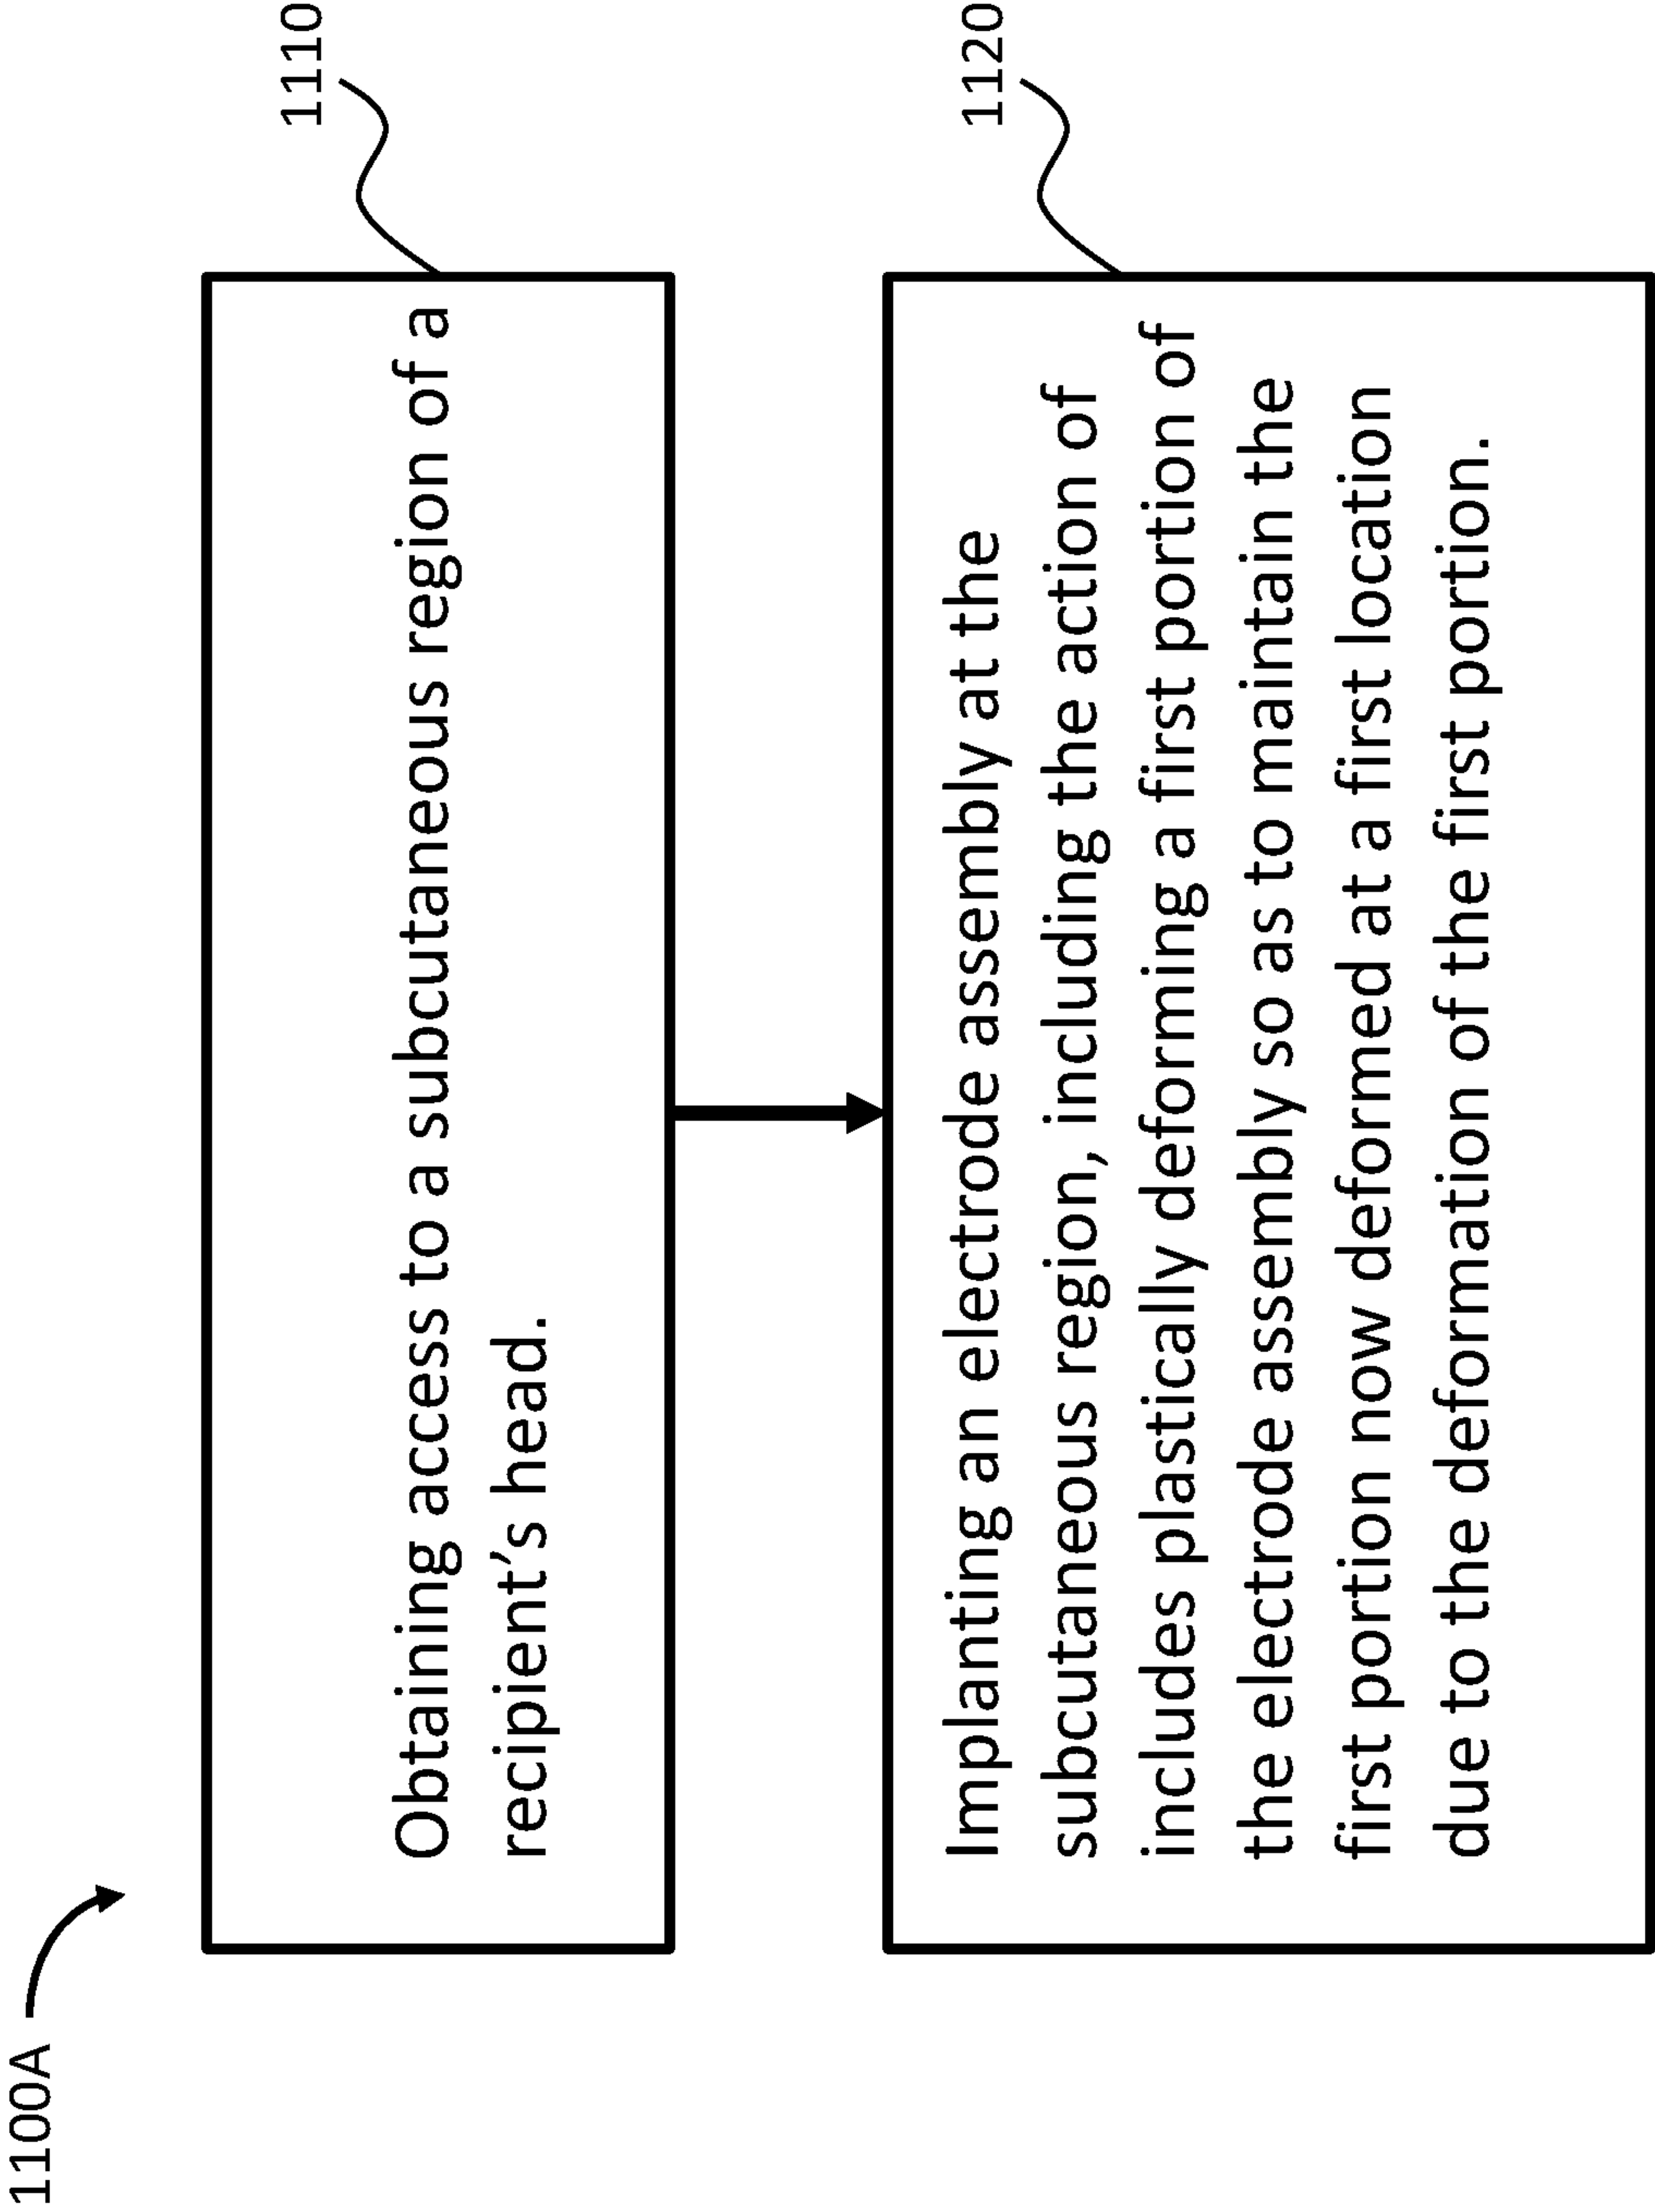 1100A
1110
Obtaining access to a subcutaneous region of a
recipient’s head.
1120
Implanting an electrode assembly at the
subcutaneous region, including the action of
includes plastically deforming a first portion of
the electrode assembly so as to maintain the
first portion now deformed at a first location
due to the deformation of the first portion.